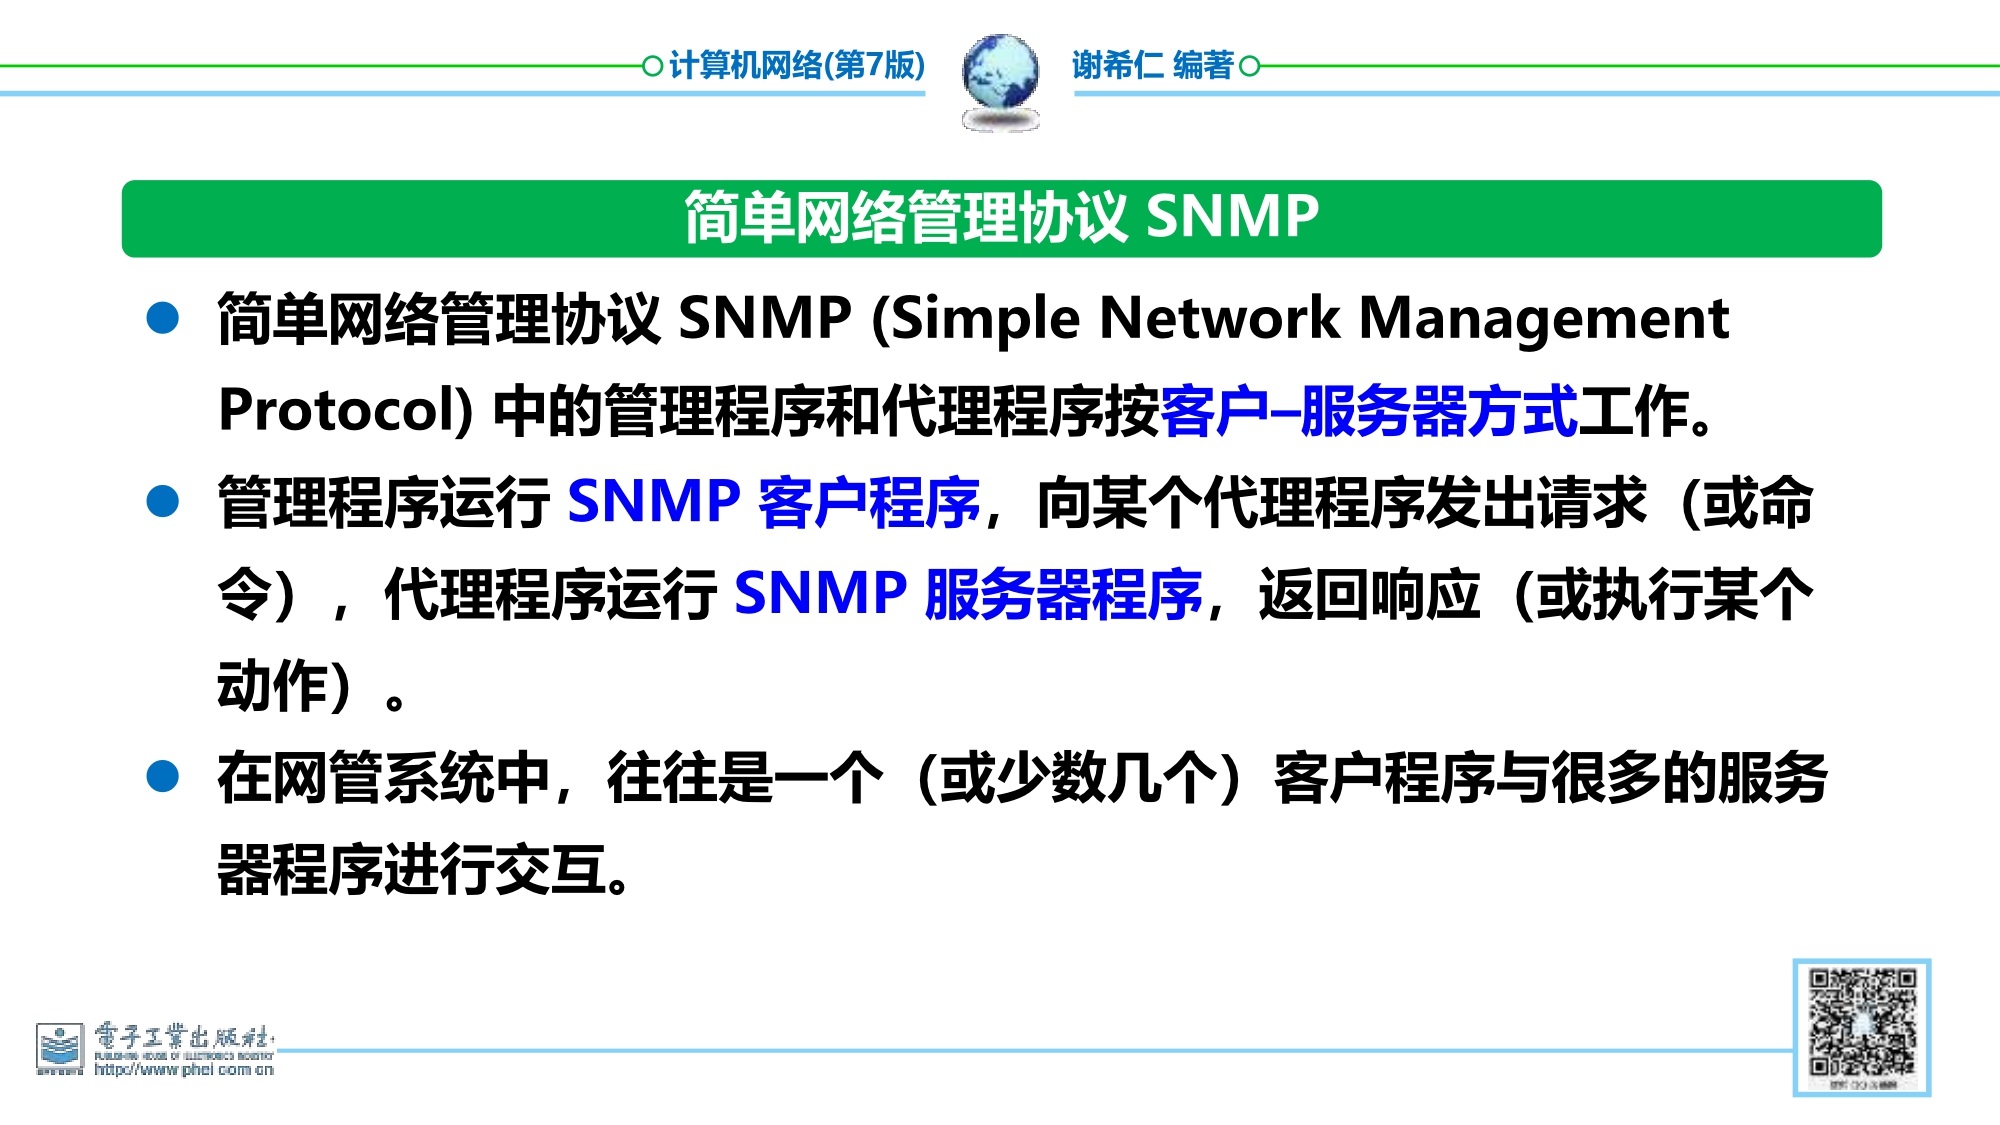 计算机网络(第7版) 谢希仁 编著
简单网络管理协议 SNMP
简单网络管理协议 SNMP (Simple Network Management
Protocol) 中的管理程序和代理程序按客户–服务器方式工作。
管理程序运行 SNMP 客户程序，向某个代理程序发出请求（或命
令），代理程序运行 SNMP 服务器程序，返回响应（或执行某个
动作）。
在网管系统中，往往是一个（或少数几个）客户程序与很多的服务
器程序进行交互。
電子工業出版社
PUBLISHING HOUSE OF ELECTRONICS INDUSTRY
http://www.phei.com.cn